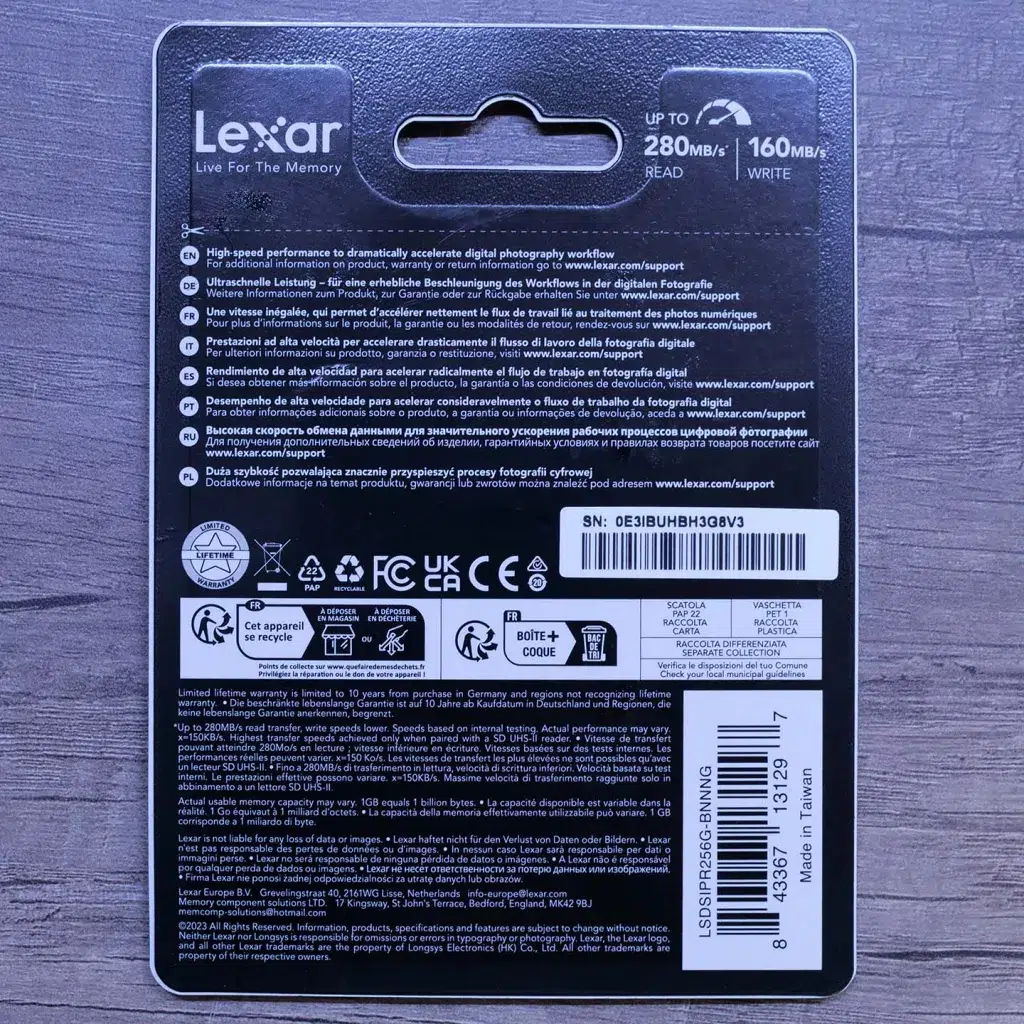 Lexar
Live For The Memory
UP TO
280MB/s* 160MB/s*
READ WRITE
EN High-speed performance to dramatically accelerate digital photography workflow
For additional information on product, warranty or return information go to www.lexar.com/support
DE Ultraschnelle Leistung – für eine erhebliche Beschleunigung des Workflows in der digitalen Fotografie
Weitere Informationen zum Produkt, zur Garantie oder zur Rückgabe erhalten Sie unter www.lexar.com/support
FR Une vitesse inégalée, qui permet d'accélérer nettement le flux de travail lié au traitement des photos numériques
Pour plus d'informations sur le produit, la garantie ou les modalités de retour, rendez-vous sur www.lexar.com/support
IT Prestazioni ad alta velocità per accelerare drasticamente il flusso di lavoro della fotografia digitale
Per ulteriori informazioni su prodotto, garanzia o restituzione, visiti www.lexar.com/support
ES Rendimiento de alta velocidad para acelerar radicalmente el flujo de trabajo en fotografía digital
Si desea obtener más información sobre el producto, la garantía o las condiciones de devolución, visite www.lexar.com/support
PT Desempenho de alta velocidade para acelerar consideravelmente o fluxo de trabalho da fotografia digital
Para obter informações adicionais sobre o produto, a garantia ou informações de devolução, aceda a www.lexar.com/support
RU Высокая скорость обмена данными для значительного ускорения рабочих процессов цифровой фотографии
Для получения дополнительных сведений об изделии, гарантийных условиях и правилах возврата товаров посетите сайт
www.lexar.com/support
PL Duża szybkość pozwalająca znacznie przyspieszyć procesy fotografii cyfrowej
Dodatkowe informacje na temat produktu, gwarancji lub zwrotów można znaleźć pod adresem www.lexar.com/support
SN: 0E3IBUHBH3G8V3
LIMITED
LIFETIME
WARRANTY
22
PAP
RECYCLABLE
FC
UK
CA
CE
20
FR
Cet appareil
se recycle
À DÉPOSER
EN MAGASIN
OU
À DÉPOSER
EN DÉCHÈTERIE
Points de collecte sur www.quefairedemesdechets.fr
Privilégiez la réparation ou le don de votre appareil !
FR
BOÎTE+
COQUE
BAC
DE
TRI
SCATOLA
PAP 22
RACCOLTA
CARTA
VASCHETTA
PET 1
RACCOLTA
PLASTICA
RACCOLTA DIFFERENZIATA
SEPARATE COLLECTION
Verifica le disposizioni del tuo Comune
Check your local municipal guidelines
Limited lifetime warranty is limited to 10 years from purchase in Germany and regions not recognizing lifetime
warranty. • Die beschränkte lebenslange Garantie ist auf 10 Jahre ab Kaufdatum in Deutschland und Regionen, die
keine lebenslange Garantie anerkennen, begrenzt.
*Up to 280MB/s read transfer, write speeds lower. Speeds based on internal testing. Actual performance may vary.
x=150KB/s. Highest transfer speeds achieved only when paired with a SD UHS-II reader. • Vitesse de transfert
pouvant atteindre 280Mo/s en lecture ; vitesse inférieure en écriture. Vitesses basées sur des tests internes. Les
performances réelles peuvent varier. x=150 Ko/s. Les vitesses de transfert les plus élevées ne sont possibles qu'avec
un lecteur SD UHS-II. • Fino a 280MB/s di trasferimento in lettura, velocità di scrittura inferiori. Velocità basata su test
interni. Le prestazioni effettive possono variare. x=150KB/s. Massime velocità di trasferimento raggiunte solo in
abbinamento a un lettore SD UHS-II.
Actual usable memory capacity may vary. 1GB equals 1 billion bytes. • La capacité disponible est variable dans la
réalité. 1 Go équivaut à 1 milliard d'octets. • La capacità della memoria effettivamente utilizzabile può variare. 1 GB
corrisponde a 1 miliardo di byte.
Lexar is not liable for any loss of data or images. • Lexar haftet nicht für den Verlust von Daten oder Bildern. • Lexar
n'est pas responsable des pertes de données ou d'images. • In nessun caso Lexar sarà responsabile per dati o
immagini perse. • Lexar no será responsable de ninguna pérdida de datos o imágenes. • A Lexar não é responsável
por qualquer perda de dados ou imagens. • Lexar не несет ответственности за потерю данных или изображений.
• Firma Lexar nie ponosi żadnej odpowiedzialności za utratę danych lub obrazów.
Lexar Europe B.V. Grevelingstraat 40, 2161WG Lisse, Netherlands info-europe@lexar.com
Memory component solutions LTD. 17 Kingsway, St John's Terrace, Bedford, England, MK42 9BJ
memcomp-solutions@hotmail.com
©2023 All Rights Reserved. Information, products, specifications and features are subject to change without notice.
Neither Lexar nor Longsys is responsible for omissions or errors in typography or photography. Lexar, the Lexar logo,
and all other Lexar trademarks are the property of Longsys Electronics (HK) Co., Ltd. All other trademarks are
property of their respective owners.
LSDSIPR256G-BNNNG
8 43367 13129 7
Made in Taiwan